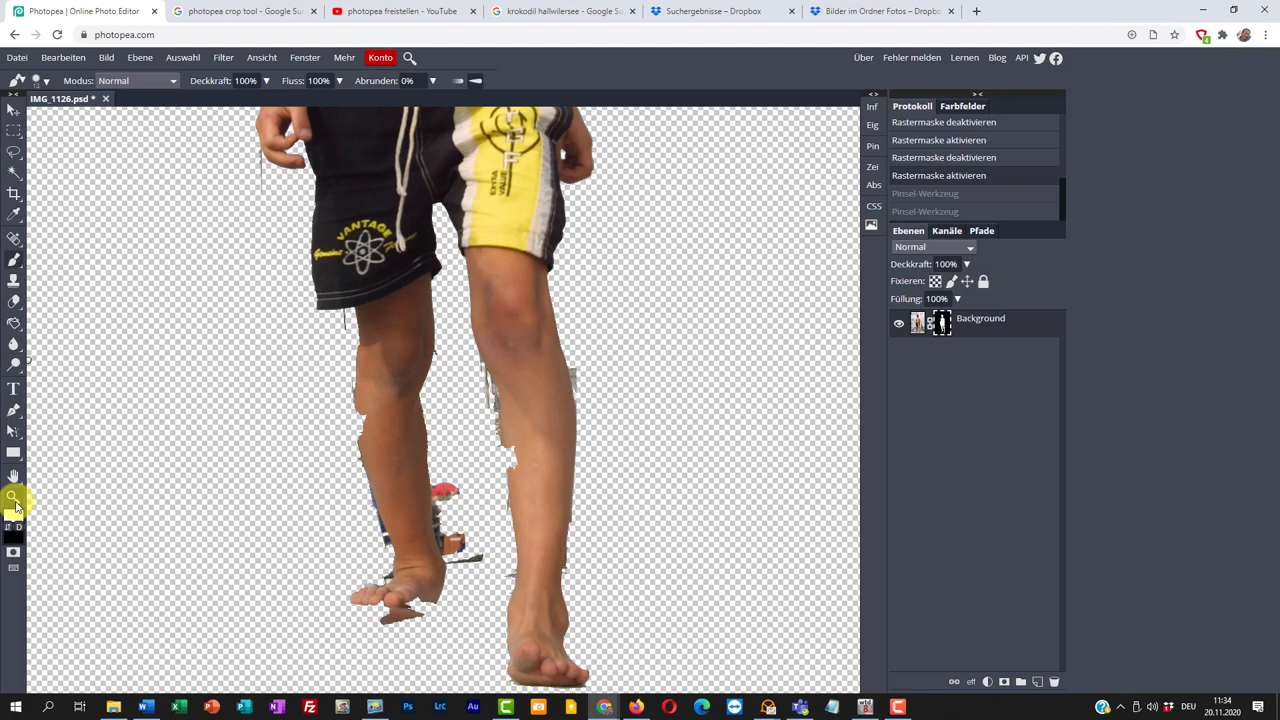 Photopea | Online Photo Editor
photopea crop tool - Google Su
photopea freistellen - YouTube
krokodil hallwilersee - Google S
Suchergebnisse – Dropbox
Bilder im Ordner Fotos – Dropbo
photopea.com
Datei Bearbeiten Bild Ebene Auswahl Filter Ansicht Fenster Mehr Konto
Über Fehler melden Lernen Blog API
13 Modus: Normal Deckkraft: 100% Fluss: 100% Abrunden: 0%
IMG_1126.psd *
Inf
Eig
Pin
Zei
Abs
CSS
Protokoll Farbfelder
Rastermaske deaktivieren
Rastermaske aktivieren
Rastermaske deaktivieren
Rastermaske aktivieren
Pinsel-Werkzeug
Pinsel-Werkzeug
Ebenen Kanäle Pfade
Normal
Deckkraft: 100%
Fixieren:
Füllung: 100%
Background
EXTRA
VALUE
VANTAGE
Genuine
D
eff
11:34
20.11.2020